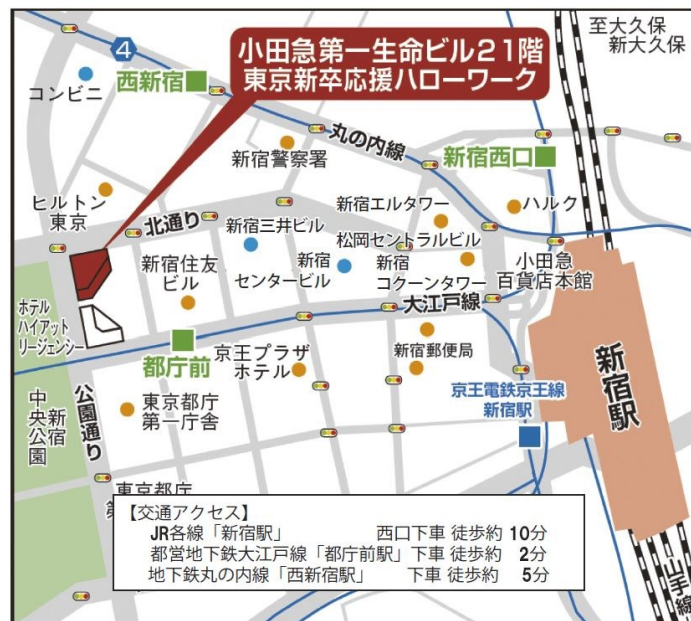 至大久保
新大久保
小田急第一生命ビル21階
東京新卒応援ハローワーク
4
コンビニ
西新宿
丸の内線
新宿警察署
新宿西口
ヒルトン
東京
北通り
新宿三井ビル
新宿エルタワー
ハルク
新宿住友
ビル
新宿
センタービル
松岡セントラルビル
新宿
コクーンタワー
小田急
百貨店本館
ホテル
ハイアット
リージェンシー
大江戸線
都庁前
京王プラザ
ホテル
新宿郵便局
京王電鉄京王線
新宿駅
新宿駅
新宿
中央公園
公園通り
東京都庁
第一庁舎
東京都庁
【交通アクセス】
JR各線「新宿駅」 西口下車 徒歩約 10分
都営地下鉄大江戸線「都庁前駅」下車 徒歩約 2分
地下鉄丸の内線「西新宿駅」 下車 徒歩約 5分
山手線